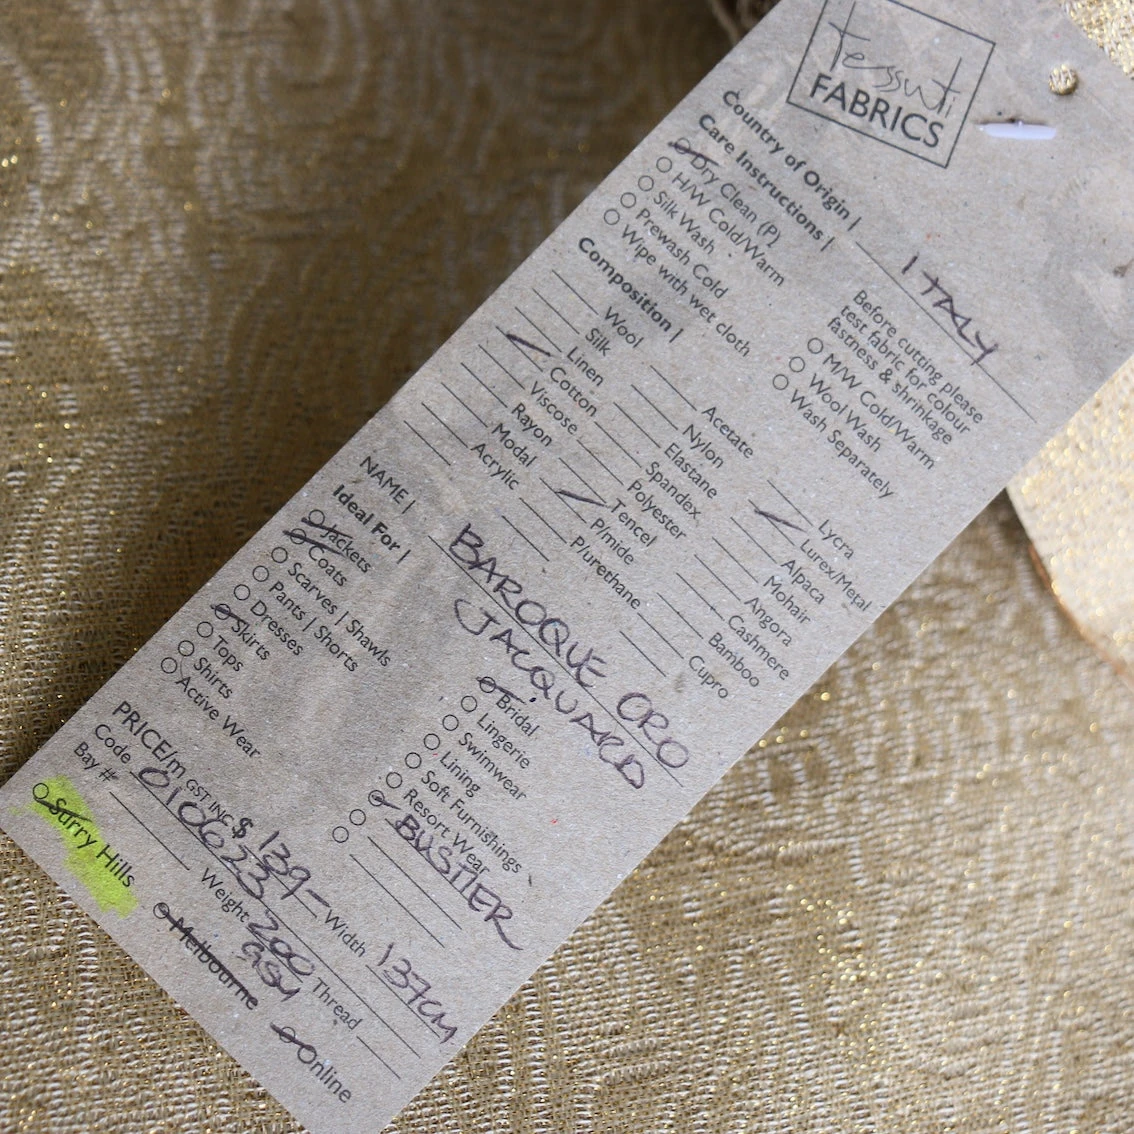 tessuti
FABRICS
Country of Origin | ITALY
Care Instructions |
Dry Clean (P)
H/W Cold/Warm
Silk Wash
Prewash Cold
Wipe with wet cloth
Before cutting please
test fabric for colour
fastness & shrinkage
M/W Cold/Warm
Wool Wash
Wash Separately
Composition |
Wool
Silk
Linen
Cotton
Viscose
Rayon
Modal
Acrylic
Acetate
Nylon
Elastane
Spandex
Polyester
Tencel
P/mide
P/urethane
Lycra
Lurex/Metal
Alpaca
Mohair
Angora
Cashmere
Bamboo
Cupro
NAME | BAROQUE ORO
JACQUARD
Ideal For |
Jackets
Coats
Scarves | Shawls
Pants | Shorts
Dresses
Skirts
Tops
Shirts
Active Wear
Bridal
Lingerie
Swimwear
Lining
Soft Furnishings
Resort Wear
BUSTIER
PRICE/m GST INC $ 139- Width 137cm
Code 010623 Weight 200 GSM Thread
Bay #
Surry Hills
Melbourne
Online